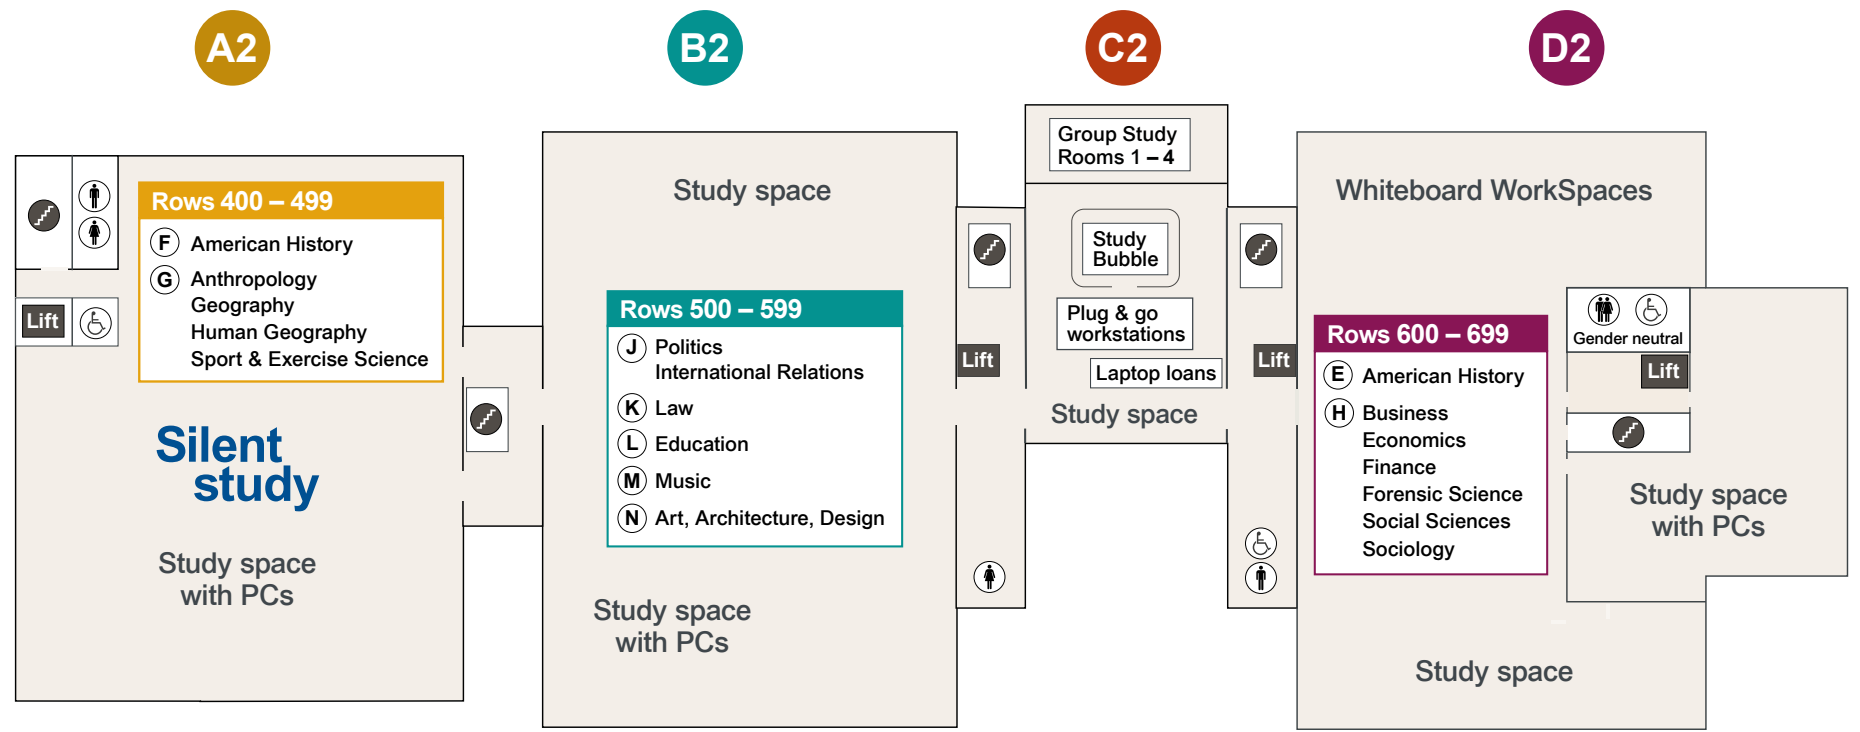 A2
B2
C2
D2
Rows 400 – 499
F American History
G Anthropology
Geography
Human Geography
Sport & Exercise Science
Lift
Silent
study
Study space
with PCs
Study space
Rows 500 – 599
J Politics
International Relations
K Law
L Education
M Music
N Art, Architecture, Design
Study space
with PCs
Lift
Group Study
Rooms 1 – 4
Study
Bubble
Plug & go
workstations
Laptop loans
Study space
Lift
Whiteboard WorkSpaces
Rows 600 – 699
E American History
H Business
Economics
Finance
Forensic Science
Social Sciences
Sociology
Gender neutral
Lift
Study space
with PCs
Study space